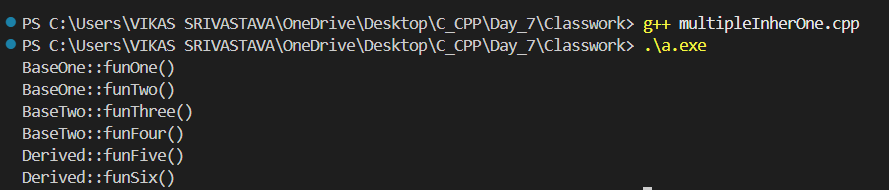 PS C:\Users\VIKAS SRIVASTAVA\OneDrive\Desktop\C_CPP\Day_7\Classwork> g++ multipleInherOne.cpp
PS C:\Users\VIKAS SRIVASTAVA\OneDrive\Desktop\C_CPP\Day_7\Classwork> .\a.exe
BaseOne::funOne()
BaseOne::funTwo()
BaseTwo::funThree()
BaseTwo::funFour()
Derived::funFive()
Derived::funSix()